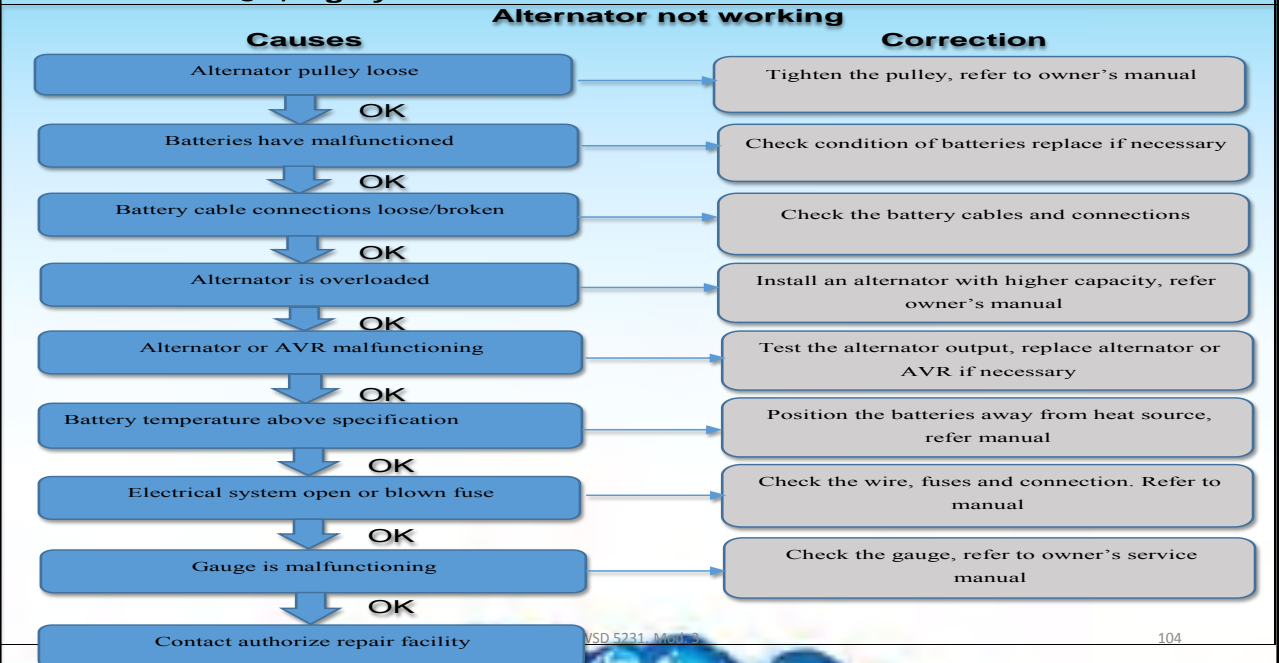 Alternator not working
Causes
Correction
Alternator pulley loose
Tighten the pulley, refer to owner's manual
OK
Batteries have malfunctioned
Check condition of batteries replace if necessary
OK
Battery cable connections loose/broken
Check the battery cables and connections
OK
Alternator is overloaded
Install an alternator with higher capacity, refer
owner's manual
OK
Alternator or AVR malfunctioning
Test the alternator output, replace alternator or
AVR if necessary
OK
Battery temperature above specification
Position the batteries away from heat source,
refer manual
OK
Electrical system open or blown fuse
Check the wire, fuses and connection. Refer to
manual
OK
Gauge is malfunctioning
Check the gauge, refer to owner's service
manual
OK
Contact authorize repair facility
5231. Mod. 3
104